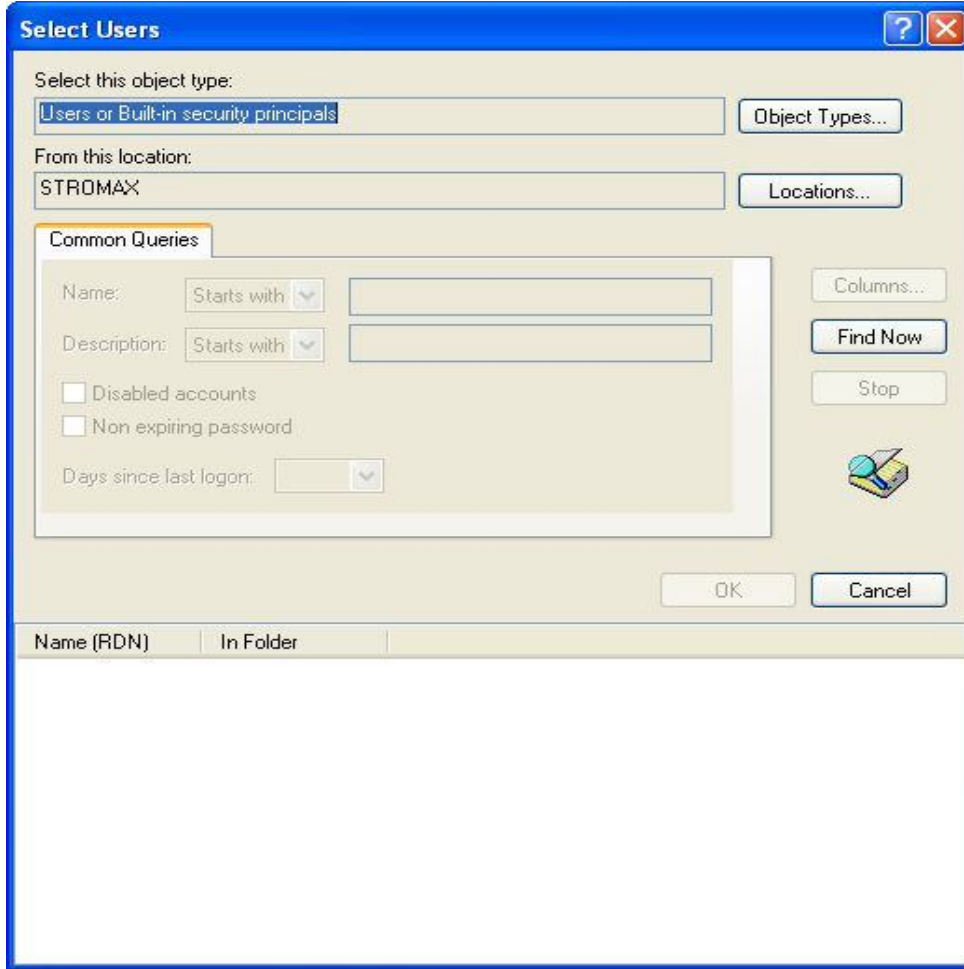 Select Users
Select this object type:
Users or Built-in security principals
Object Types...
From this location:
STROMAX
Locations...
Common Queries
Name:
Starts with
Columns...
Description:
Starts with
Find Now
Disabled accounts
Stop
Non expiring password
Days since last logon:
OK
Cancel
Name (RDN)
In Folder